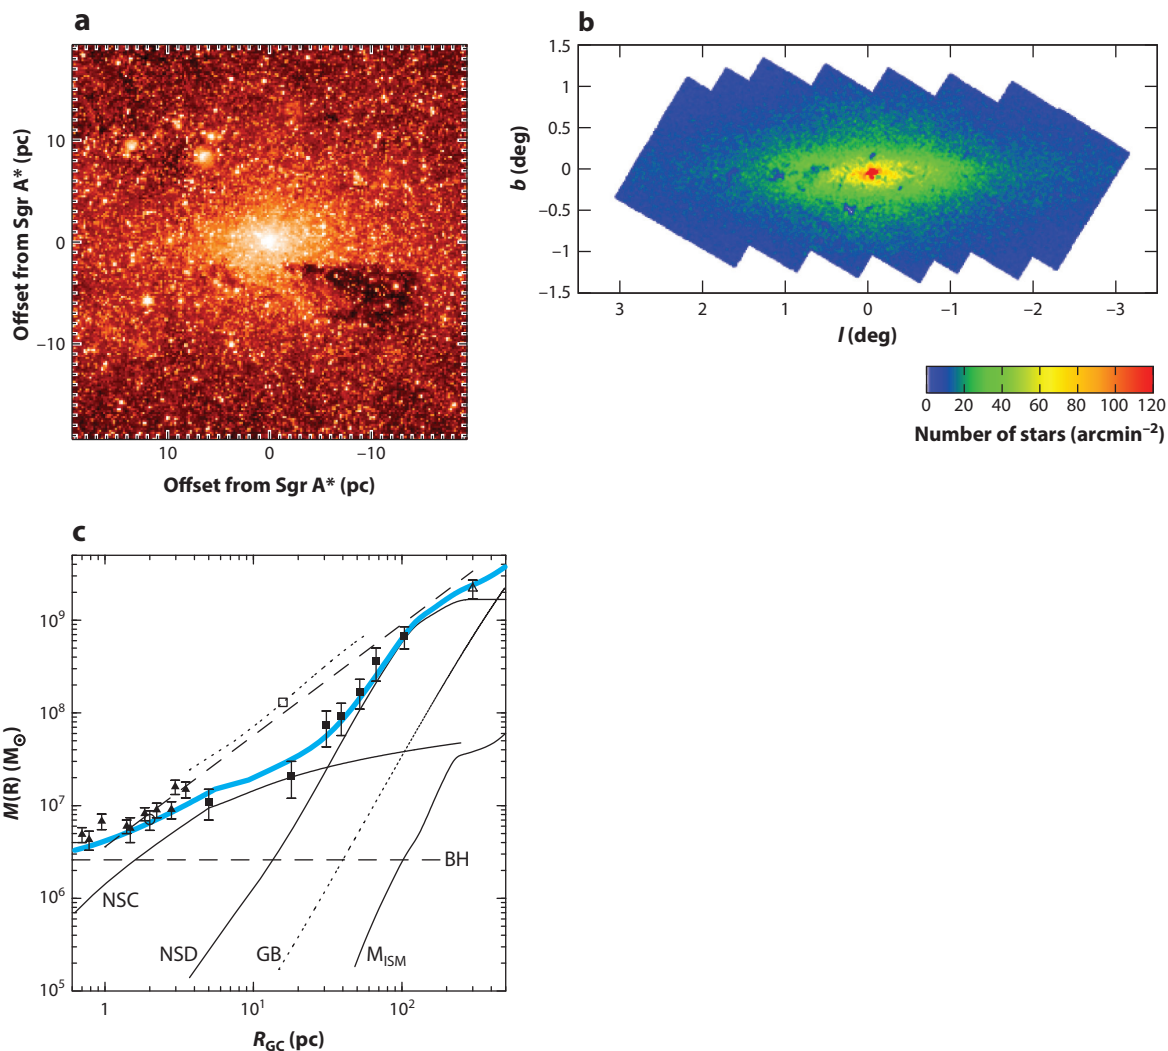 a
Offset from Sgr A* (pc)
10
0
−10
10
0
−10
Offset from Sgr A* (pc)
b
b (deg)
1.5
1
0.5
0
−0.5
−1
−1.5
3
2
1
0
−1
−2
−3
l (deg)
0
20
40
60
80
100
120
Number of stars (arcmin⁻²)
c
M(R) (M☉)
10⁹
10⁸
10⁷
10⁶
10⁵
BH
NSC
NSD
GB
M_ISM
1
10¹
10²
R_GC (pc)